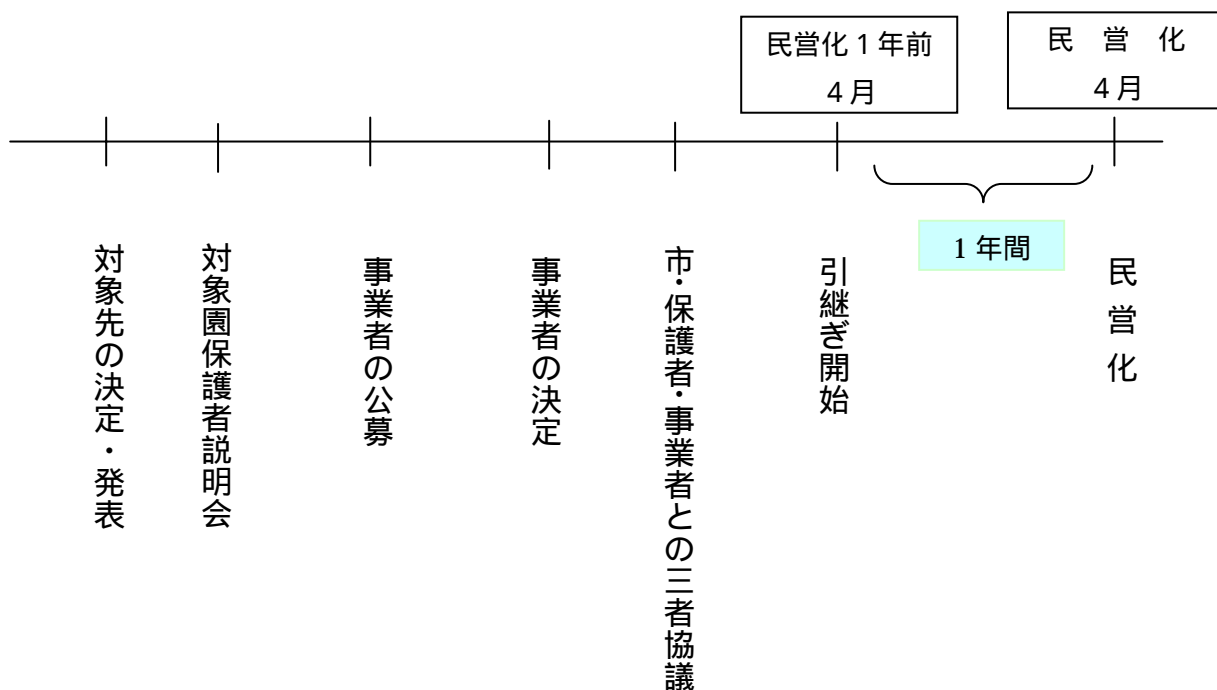 民営化１年前
４月
民　営　化
４月
対象先の決定・発表
対象園保護者説明会
事業者の公募
事業者の決定
市・保護者・事業者との三者協議
引継ぎ開始
1 年間
民営化